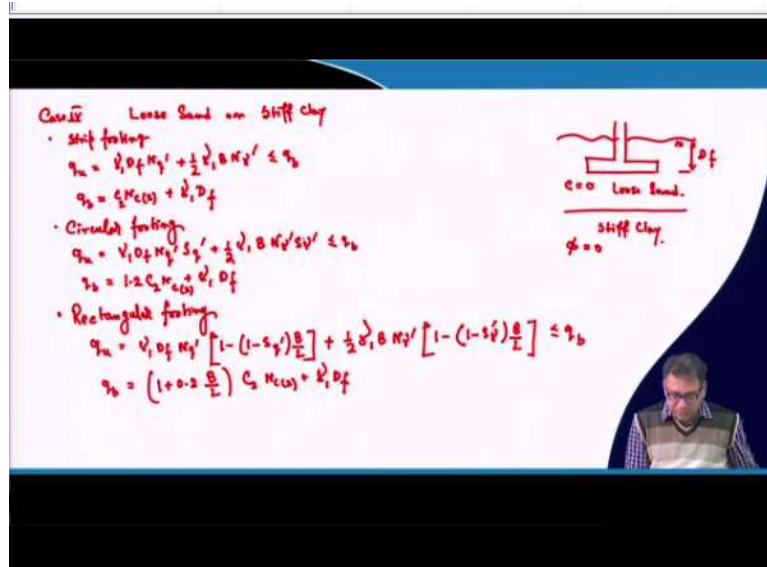 Case IV Loose Sand on Stiff clay
• Strip footing
qu = γ1 Df Nq' + 1/2 γ1 B Nγ' ≤ qb
qb = C2 Nc(2) + γ1 Df
• Circular footing
qu = γ1 Df Nq' Sq' + 1/2 γ1 B Nγ' Sγ' ≤ qb
qb = 1.2 C2 Nc(2) + γ1 Df
• Rectangular footing
qu = γ1 Df Nq' [1-(1-Sq')B/L] + 1/2 γ1 B Nγ' [1-(1-Sγ')B/L] ≤ qb
qb = (1+0.2 B/L) C2 Nc(2) + γ1 Df
Df
C=0 Loose Sand.
Stiff Clay.
ϕ=0